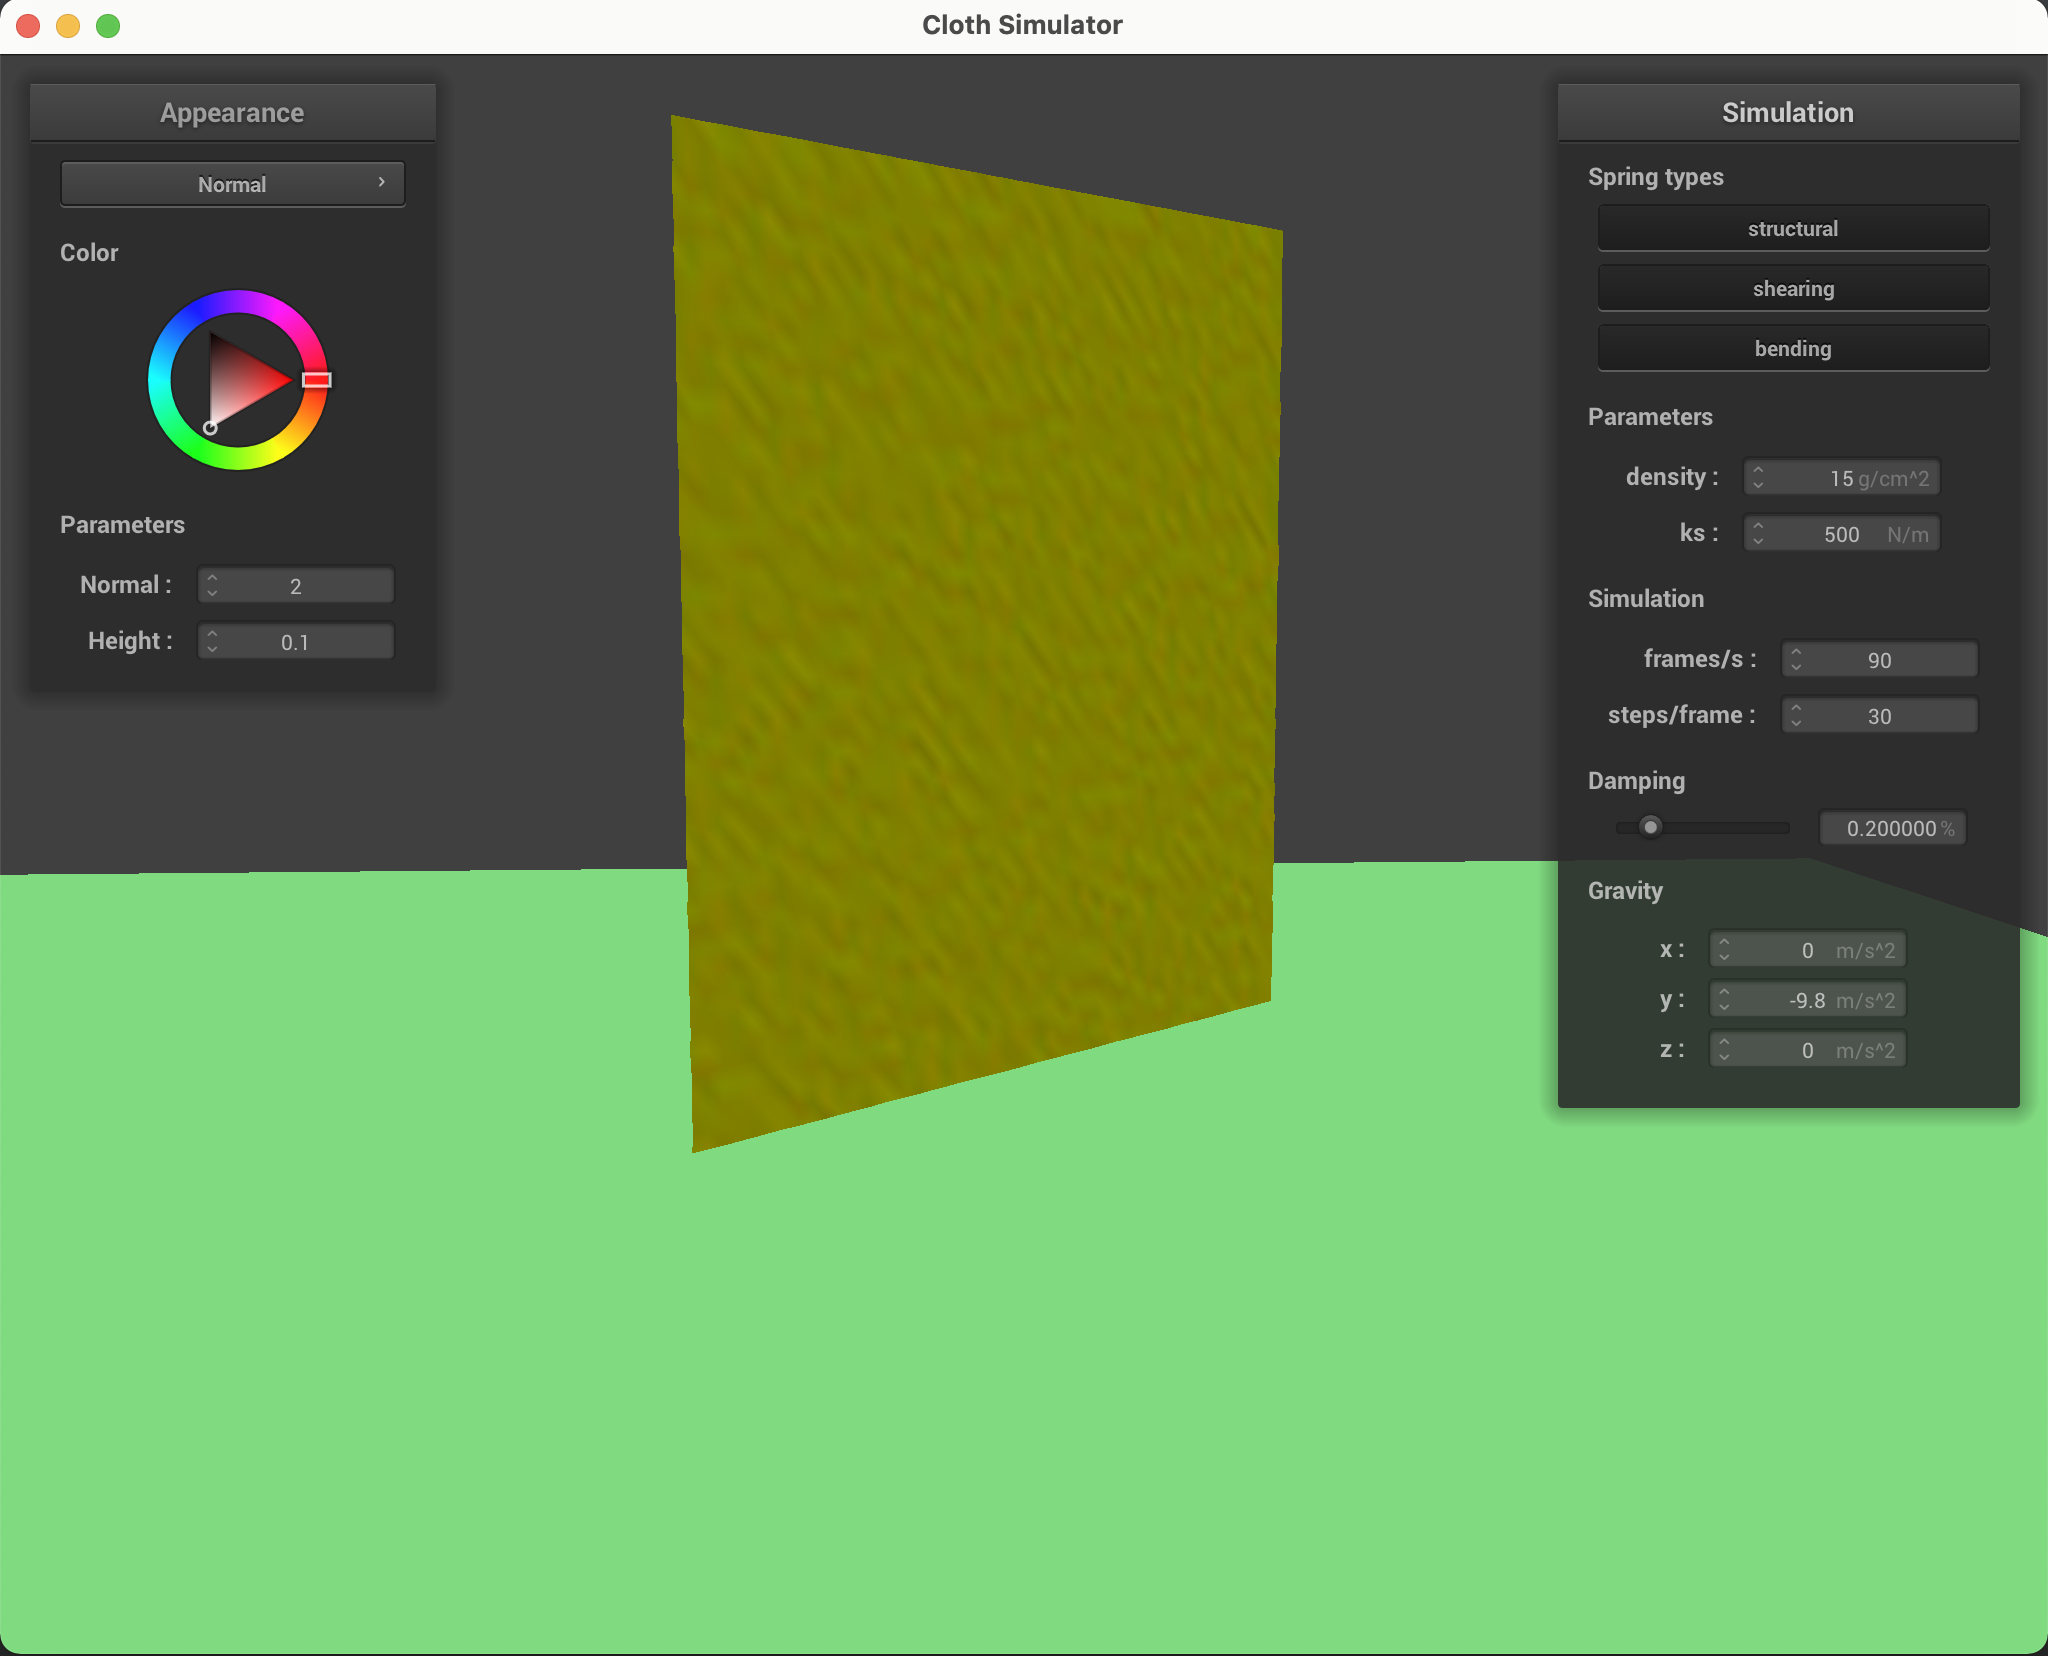 Cloth Simulator
Appearance
Normal
Color
Parameters
Normal : 2
Height : 0.1
Simulation
Spring types
structural
shearing
bending
Parameters
density : 15 g/cm^2
ks : 500 N/m
Simulation
frames/s : 90
steps/frame : 30
Damping
0.200000 %
Gravity
x : 0 m/s^2
y : -9.8 m/s^2
z : 0 m/s^2